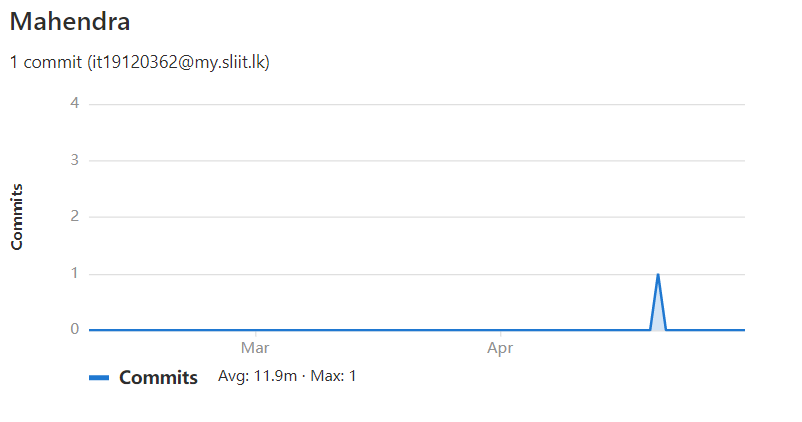 Mahendra
1 commit (it19120362@my.sliit.lk)
4
3
2
1
0
Commits
Mar Apr
Commits Avg: 11.9m · Max: 1